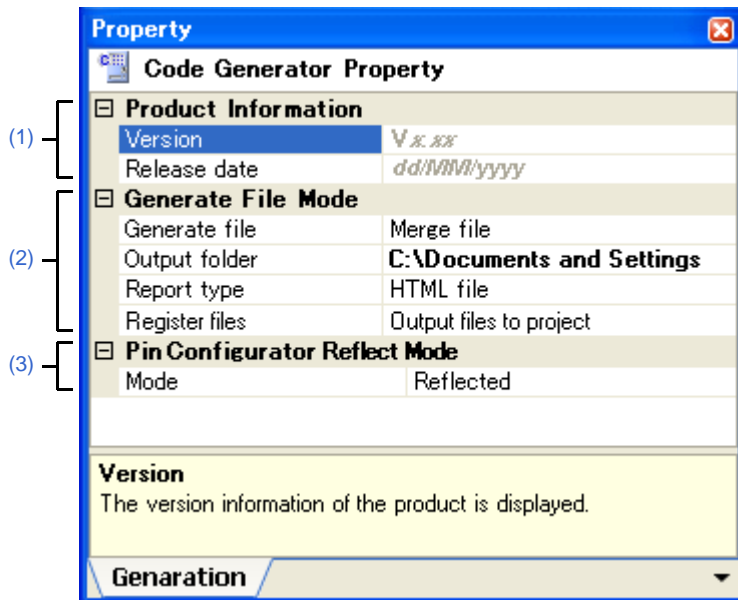 Property
Code Generator Property
(1)
Product Information
Version V x.xx
Release date dd/MM/yyyy
(2)
Generate File Mode
Generate file Merge file
Output folder C:\Documents and Settings
Report type HTML file
Register files Output files to project
(3)
Pin Configurator Reflect Mode
Mode Reflected
Version
The version information of the product is displayed.
Genaration